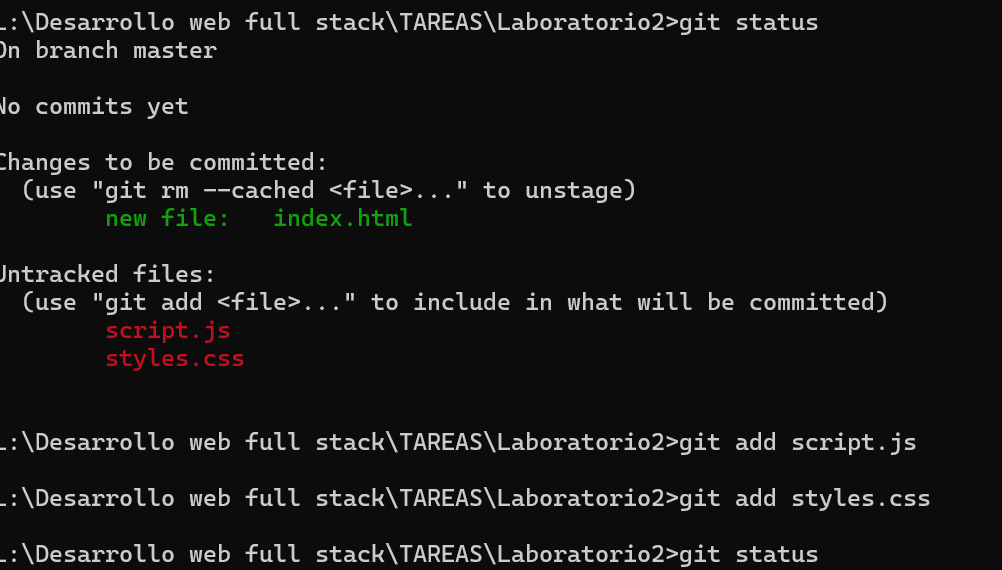 L:\Desarrollo web full stack\TAREAS\Laboratorio2>git status
On branch master
No commits yet
Changes to be committed:
  (use "git rm --cached <file>..." to unstage)
        new file:   index.html
Untracked files:
  (use "git add <file>..." to include in what will be committed)
        script.js
        styles.css
L:\Desarrollo web full stack\TAREAS\Laboratorio2>git add script.js
L:\Desarrollo web full stack\TAREAS\Laboratorio2>git add styles.css
L:\Desarrollo web full stack\TAREAS\Laboratorio2>git status